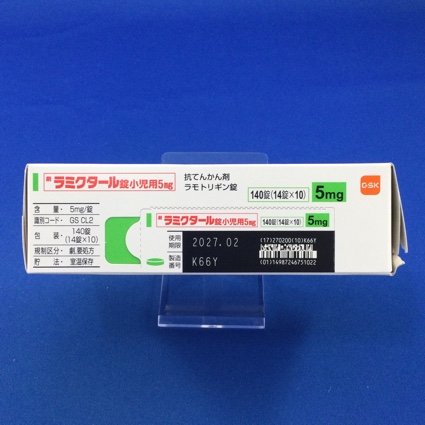 ラミクタール錠小児用5mg
抗てんかん剤
ラモトリギン錠
140錠(14錠×10)
5mg
GSK
含量:5mg/錠
識別コード:GS CL2
包装:140錠
(14錠×10)
規制区分:劇,要処方
貯法:室温保存
ラミクタール錠小児用5mg
140錠(14錠×10)
5mg
使用
期限
2027.02
製造
番号
K66Y
(17)270200(10)K66Y
(01)14987246751022